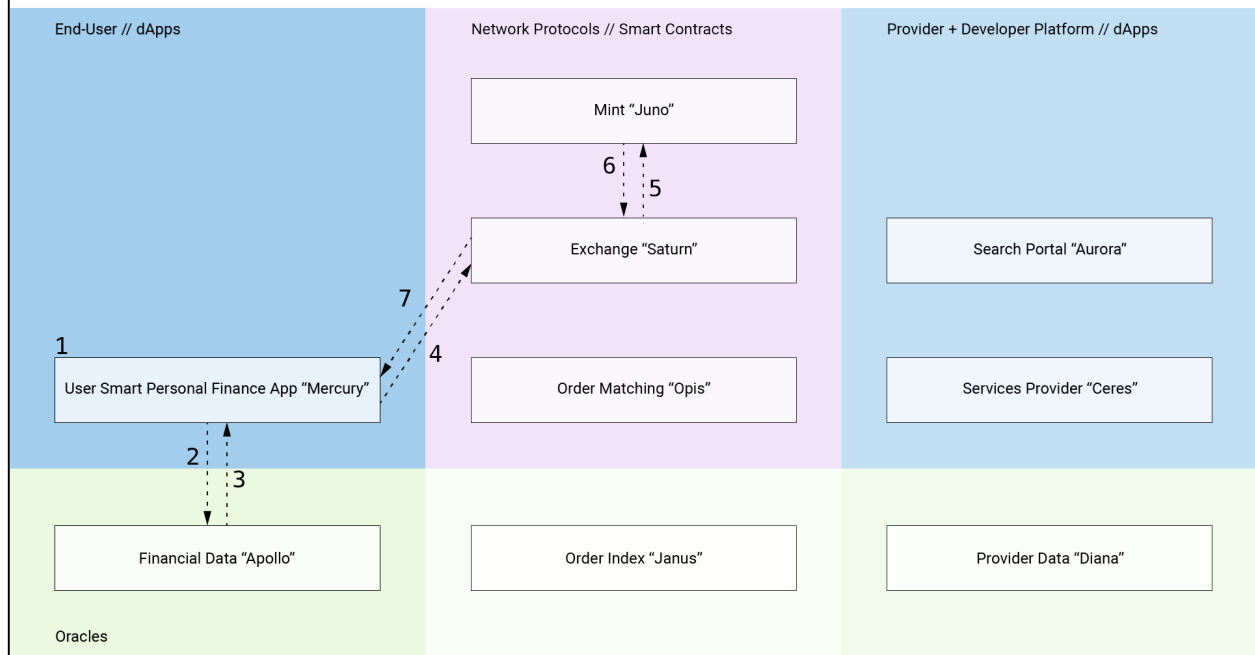 End-User // dApps
Network Protocols // Smart Contracts
Provider + Developer Platform // dApps
Mint “Juno”
6
5
Exchange “Saturn”
Search Portal “Aurora”
7
4
1
User Smart Personal Finance App “Mercury”
Order Matching “Opis”
Services Provider “Ceres”
2
3
Financial Data “Apollo”
Order Index “Janus”
Provider Data “Diana”
Oracles